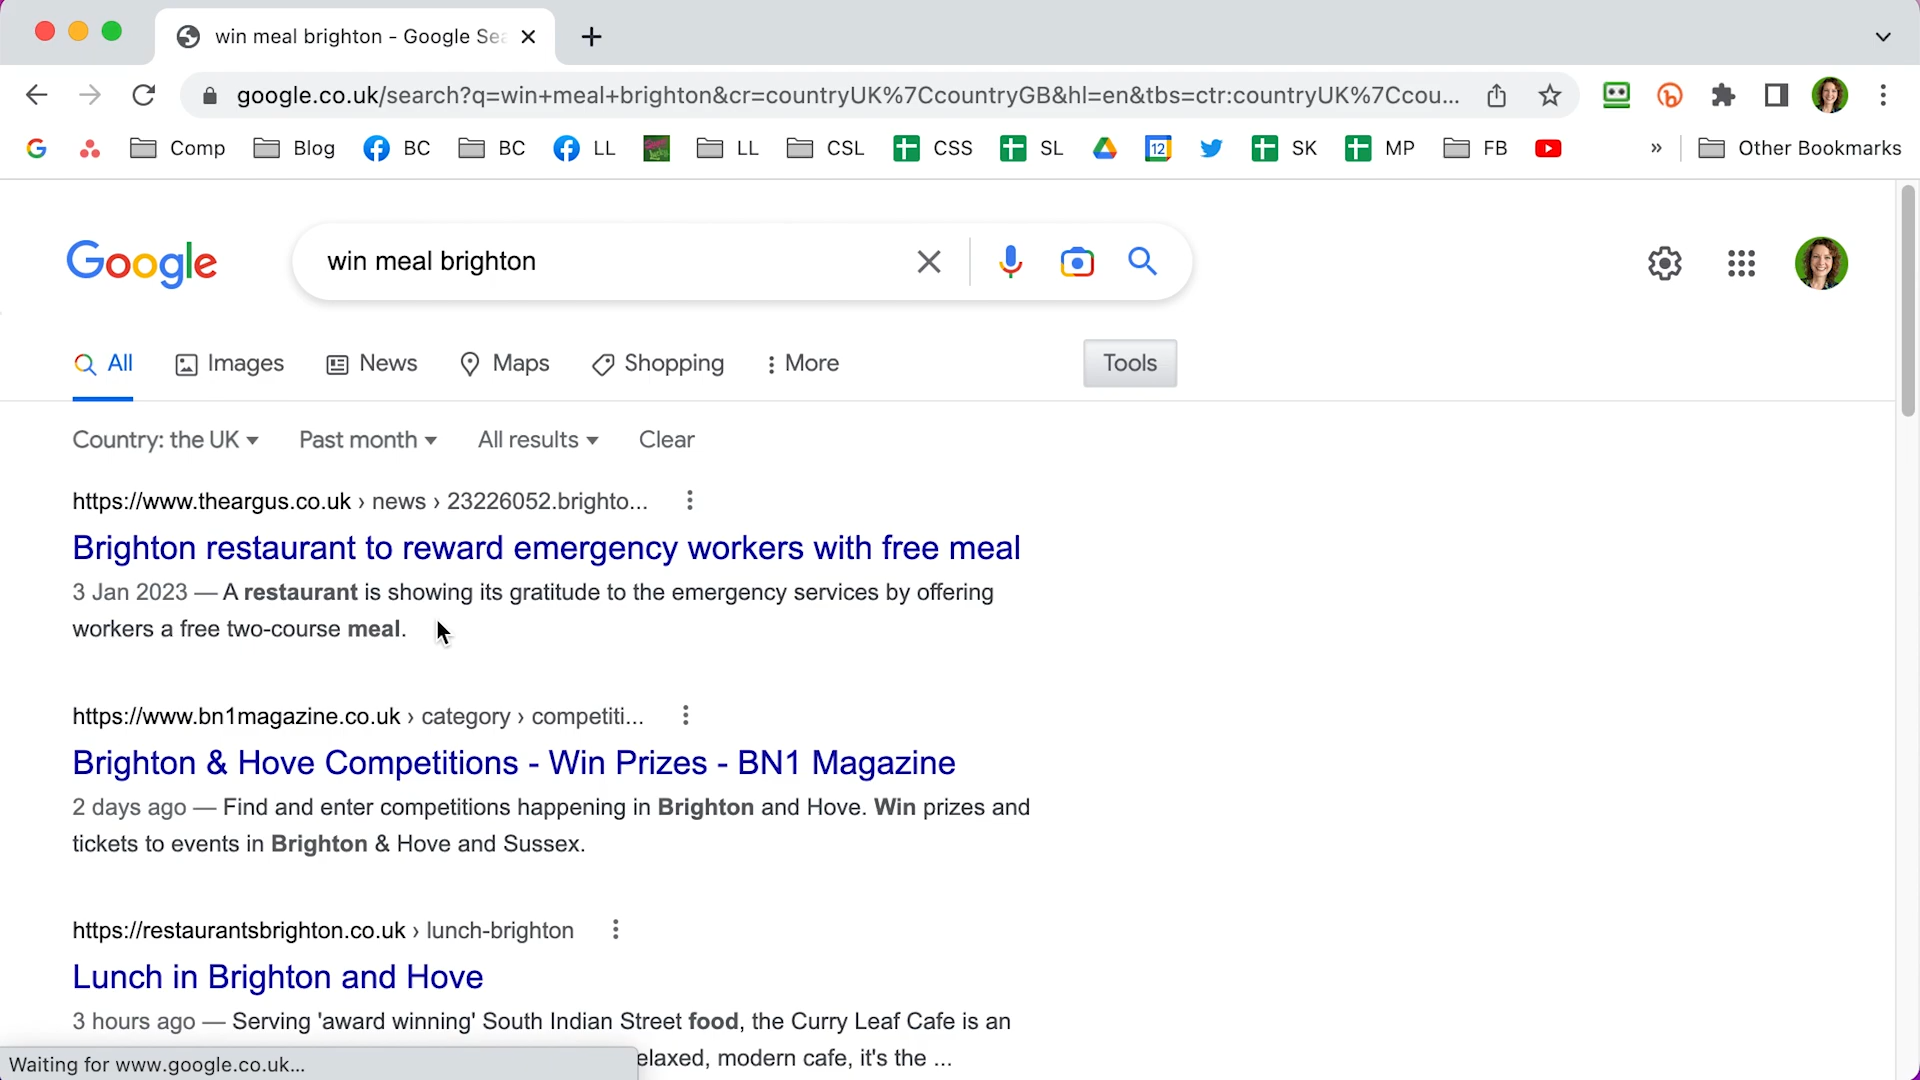 win meal brighton - Google Sea
google.co.uk/search?q=win+meal+brighton&cr=countryUK%7CcountryGB&hl=en&tbs=ctr:countryUK%7Ccou...
Comp Blog BC BC LL LL CSL CSS SL 12 SK MP FB » Other Bookmarks
Google win meal brighton
All Images News Maps Shopping More Tools
Country: the UK Past month All results Clear
https://www.theargus.co.uk › news › 23226052.brighto...
Brighton restaurant to reward emergency workers with free meal
3 Jan 2023 — A restaurant is showing its gratitude to the emergency services by offering
workers a free two-course meal.
https://www.bn1magazine.co.uk › category › competiti...
Brighton & Hove Competitions - Win Prizes - BN1 Magazine
2 days ago — Find and enter competitions happening in Brighton and Hove. Win prizes and
tickets to events in Brighton & Hove and Sussex.
https://restaurantsbrighton.co.uk › lunch-brighton
Lunch in Brighton and Hove
3 hours ago — Serving 'award winning' South Indian Street food, the Curry Leaf Cafe is an
elaxed, modern cafe, it's the ...
Waiting for www.google.co.uk...